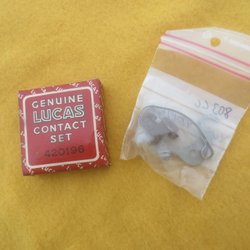 GENUINE
LUCAS
CONTACT
SET
420196